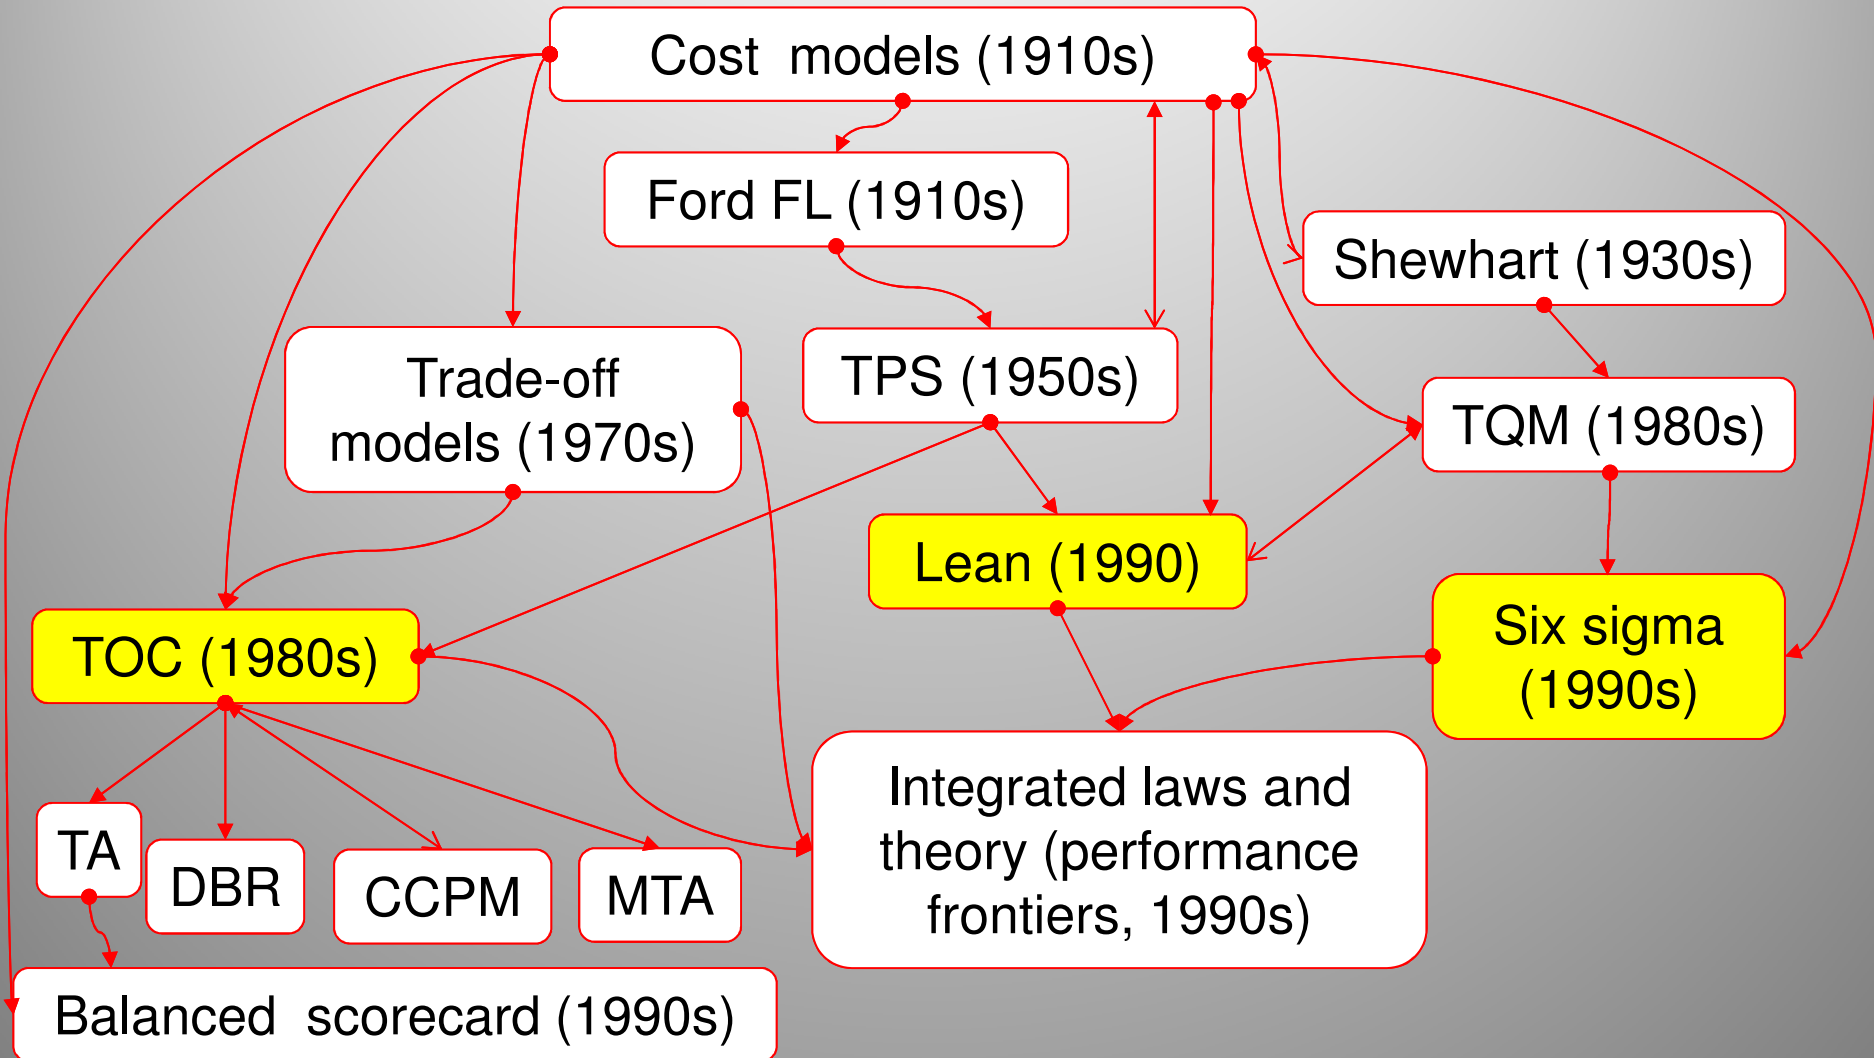 Cost  models (1910s)
Ford FL (1910s)
Shewhart (1930s)
Trade-off
models (1970s)
TPS (1950s)
TQM (1980s)
Lean (1990)
Six sigma
(1990s)
TOC (1980s)
Integrated laws and
theory (performance
frontiers, 1990s)
TA
DBR
CCPM
MTA
Balanced  scorecard (1990s)